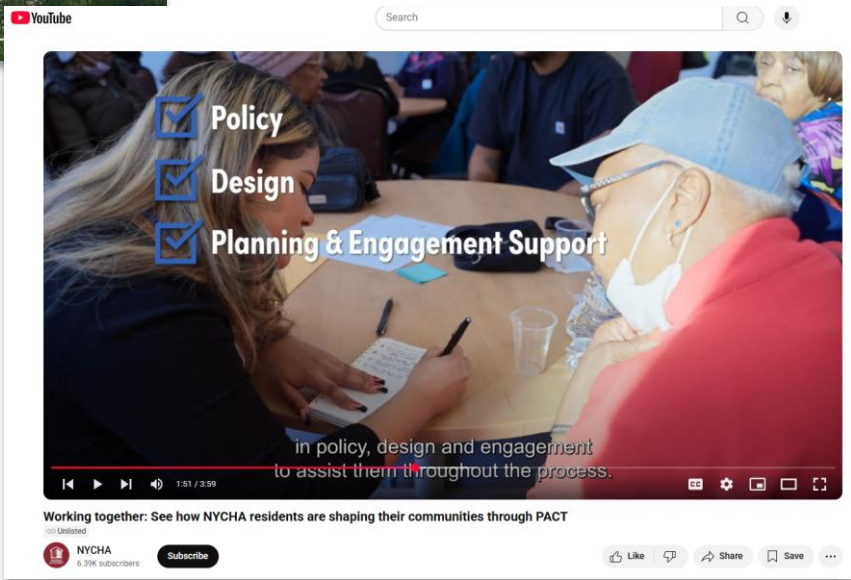 YouTube
Search
Policy
Design
Planning & Engagement Support
in policy, design and engagement
to assist them throughout the process.
1:51 / 3:59
CC
Working together: See how NYCHA residents are shaping their communities through PACT
Unlisted
NYCHA
6.39K subscribers
Subscribe
Like
Share
Save